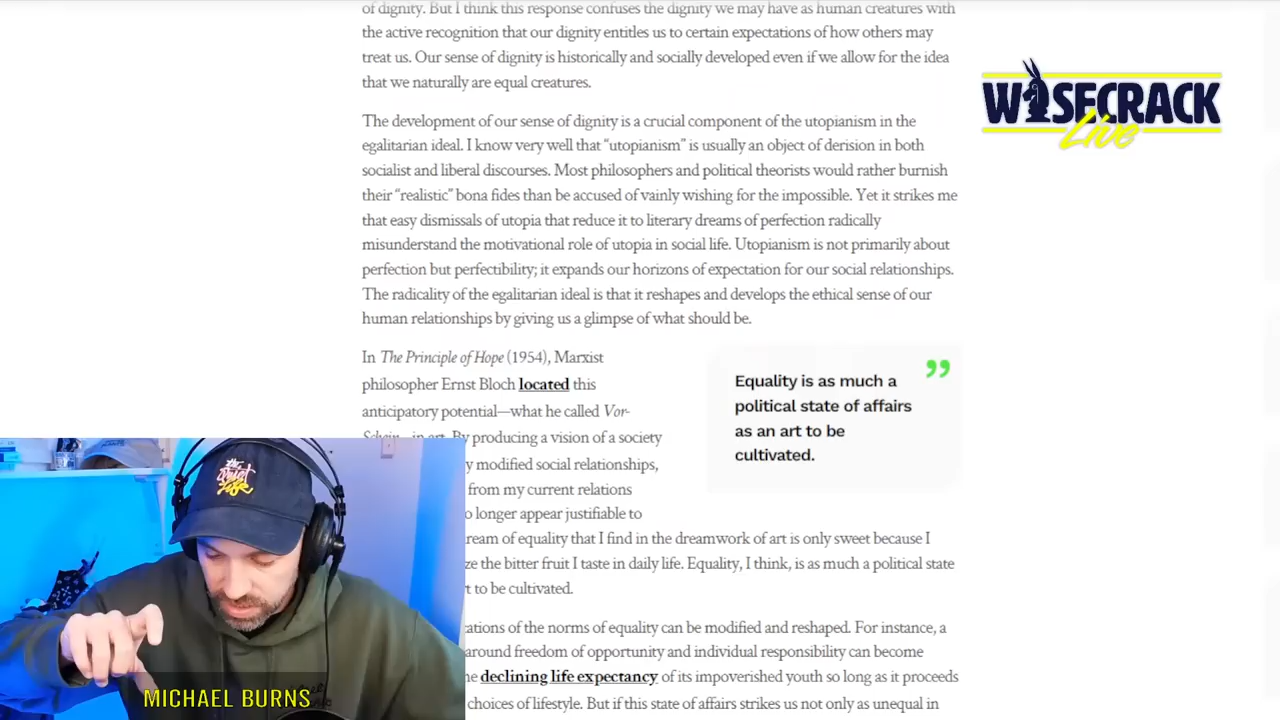 of dignity. But I think this response confuses the dignity we may have as human creatures with
the active recognition that our dignity entitles us to certain expectations of how others may
treat us. Our sense of dignity is historically and socially developed even if we allow for the idea
that we naturally are equal creatures.
WISECRACK
Live
The development of our sense of dignity is a crucial component of the utopianism in the
egalitarian ideal. I know very well that “utopianism” is usually an object of derision in both
socialist and liberal discourses. Most philosophers and political theorists would rather burnish
their “realistic” bona fides than be accused of vainly wishing for the impossible. Yet it strikes me
that easy dismissals of utopia that reduce it to literary dreams of perfection radically
misunderstand the motivational role of utopia in social life. Utopianism is not primarily about
perfection but perfectibility; it expands our horizons of expectation for our social relationships.
The radicality of the egalitarian ideal is that it reshapes and develops the ethical sense of our
human relationships by giving us a glimpse of what should be.
In The Principle of Hope (1954), Marxist
philosopher Ernst Bloch located this
anticipatory potential—what he called Vor-
Schein—in art. By producing a vision of a society
y modified social relationships,
from my current relations
o longer appear justifiable to
”
Equality is as much a
political state of affairs
as an art to be
cultivated.
ream of equality that I find in the dreamwork of art is only sweet because I
ze the bitter fruit I taste in daily life. Equality, I think, is as much a political state
rt to be cultivated.
cations of the norms of equality can be modified and reshaped. For instance, a
around freedom of opportunity and individual responsibility can become
he declining life expectancy of its impoverished youth so long as it proceeds
choices of lifestyle. But if this state of affairs strikes us not only as unequal in
the
Quiet
Life
MICHAEL BURNS